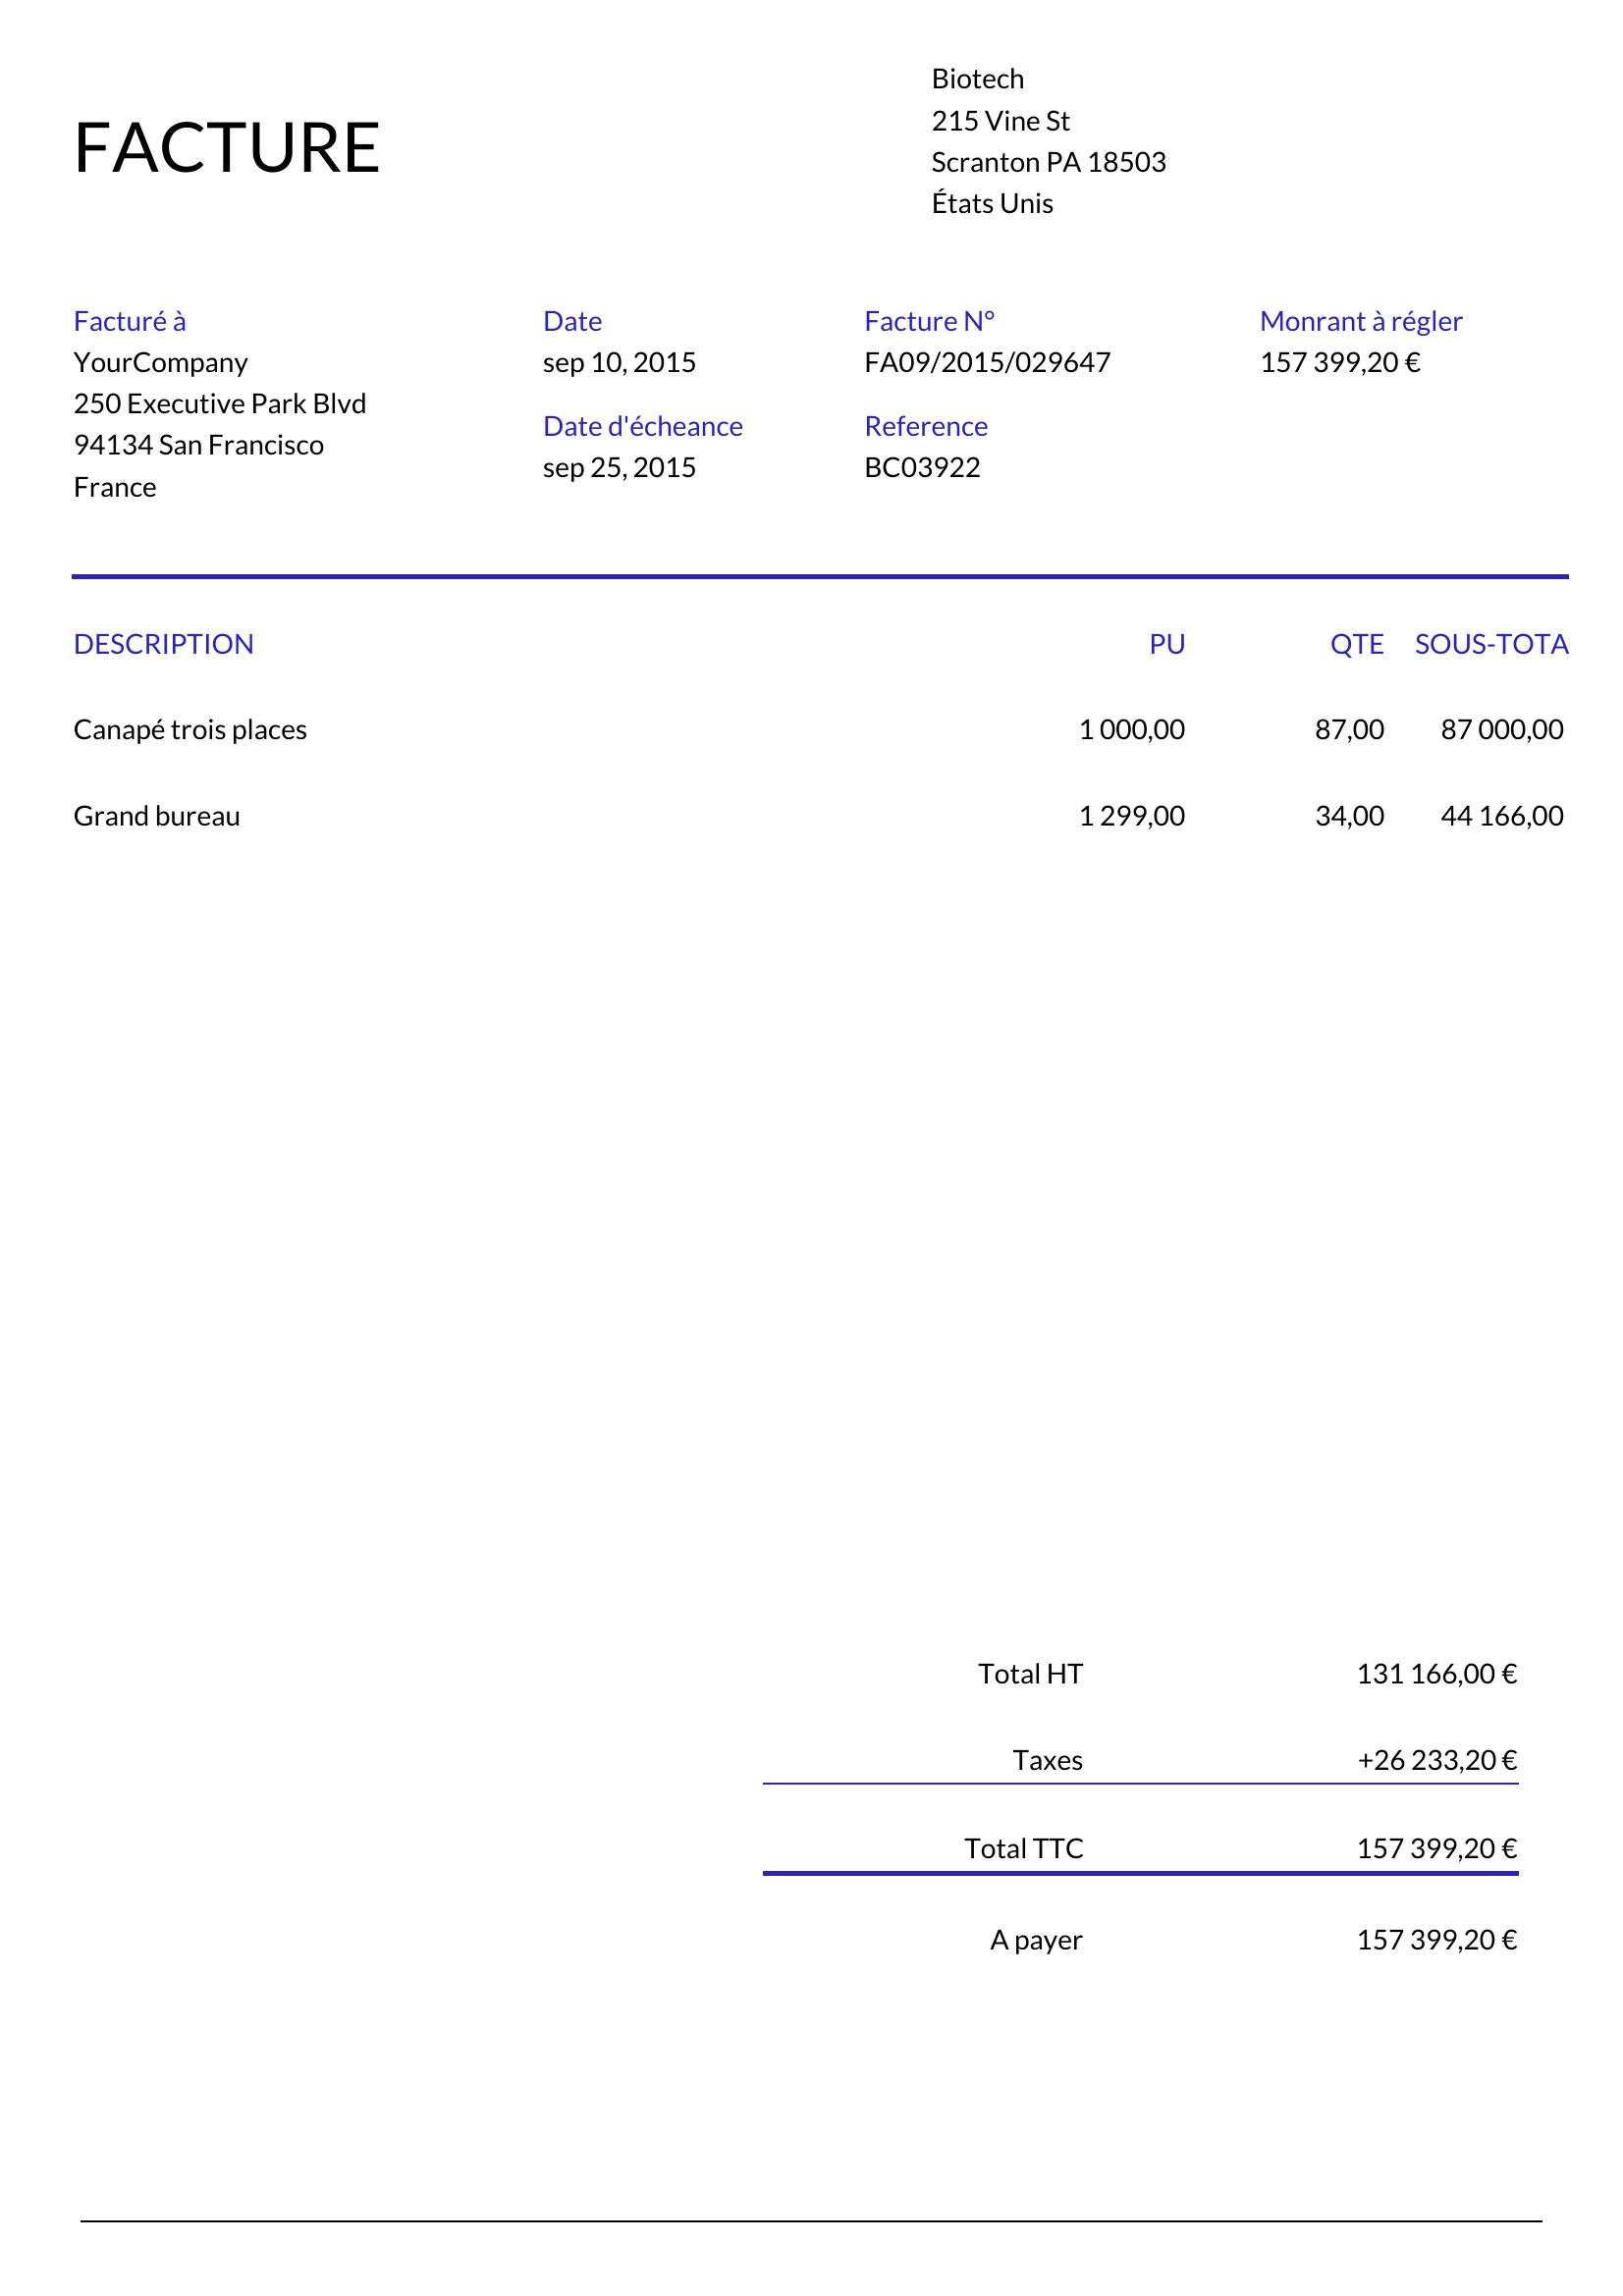 Biotech
215 Vine St
FACTURE
Scranton PA 18503
États Unis
Facturé à Date Facture N° Monrant à régler
YourCompany sep 10, 2015 FA09/2015/029647 157 399,20 €
250 Executive Park Blvd
Date d'écheance Reference
94134 San Francisco
sep 25, 2015 BC03922
France
DESCRIPTION PU QTE SOUS-TOTA
Canapé trois places 1 000,00 87,00 87 000,00
Grand bureau 1 299,00 34,00 44 166,00
Total HT 131 166,00 €
Taxes +26 233,20 €
Total TTC 157 399,20 €
A payer 157 399,20 €